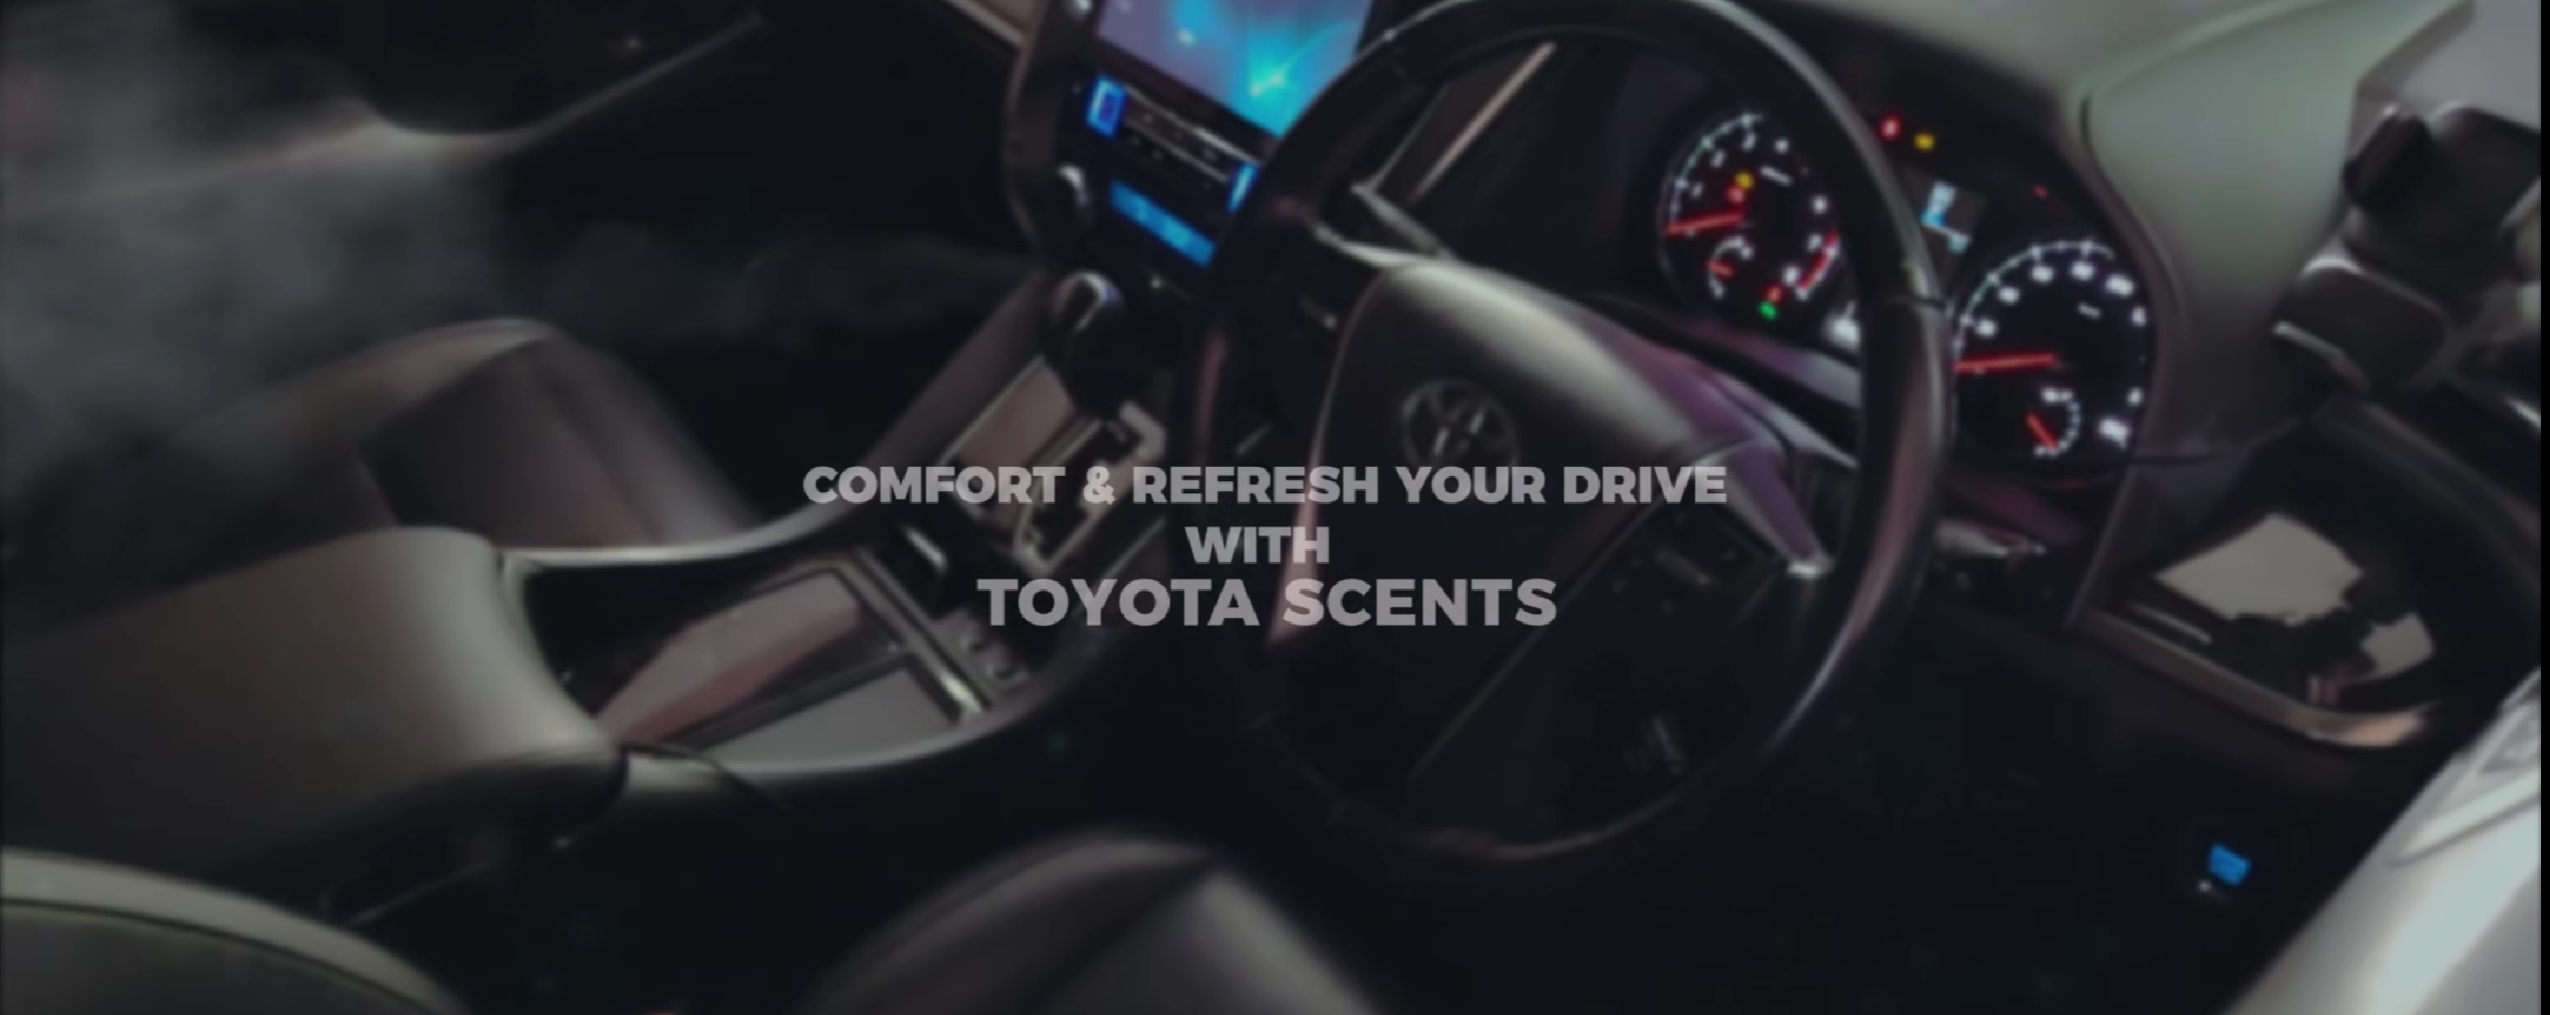 COMFORT & REFRESH YOUR DRIVE
WITH
TOYOTA SCENTS